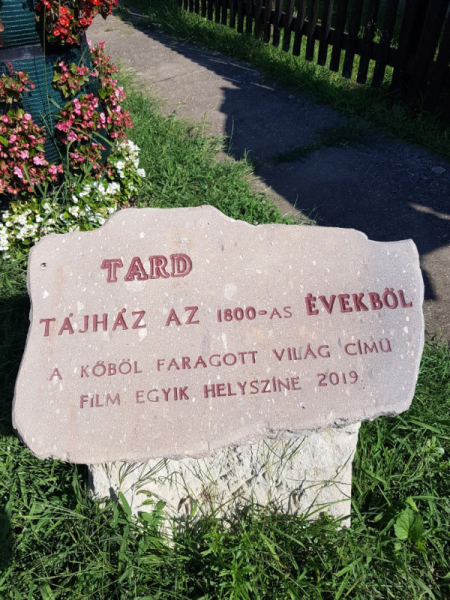 TARD
TÁJHÁZ AZ 1800-AS ÉVEKBŐL
A KŐBŐL FARAGOTT VILÁG CÍMŰ
FILM EGYIK HELYSZÍNE 2019